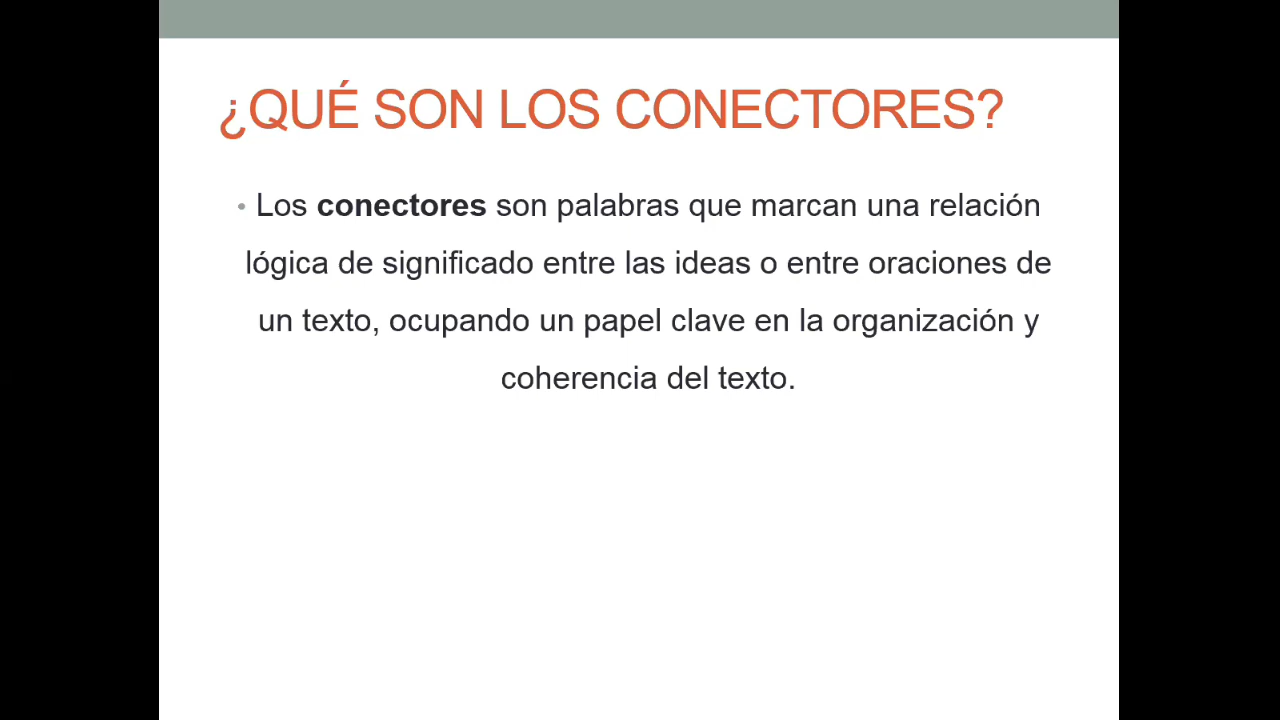 ¿QUÉ SON LOS CONECTORES?
• Los conectores son palabras que marcan una relación
lógica de significado entre las ideas o entre oraciones de
un texto, ocupando un papel clave en la organización y
coherencia del texto.